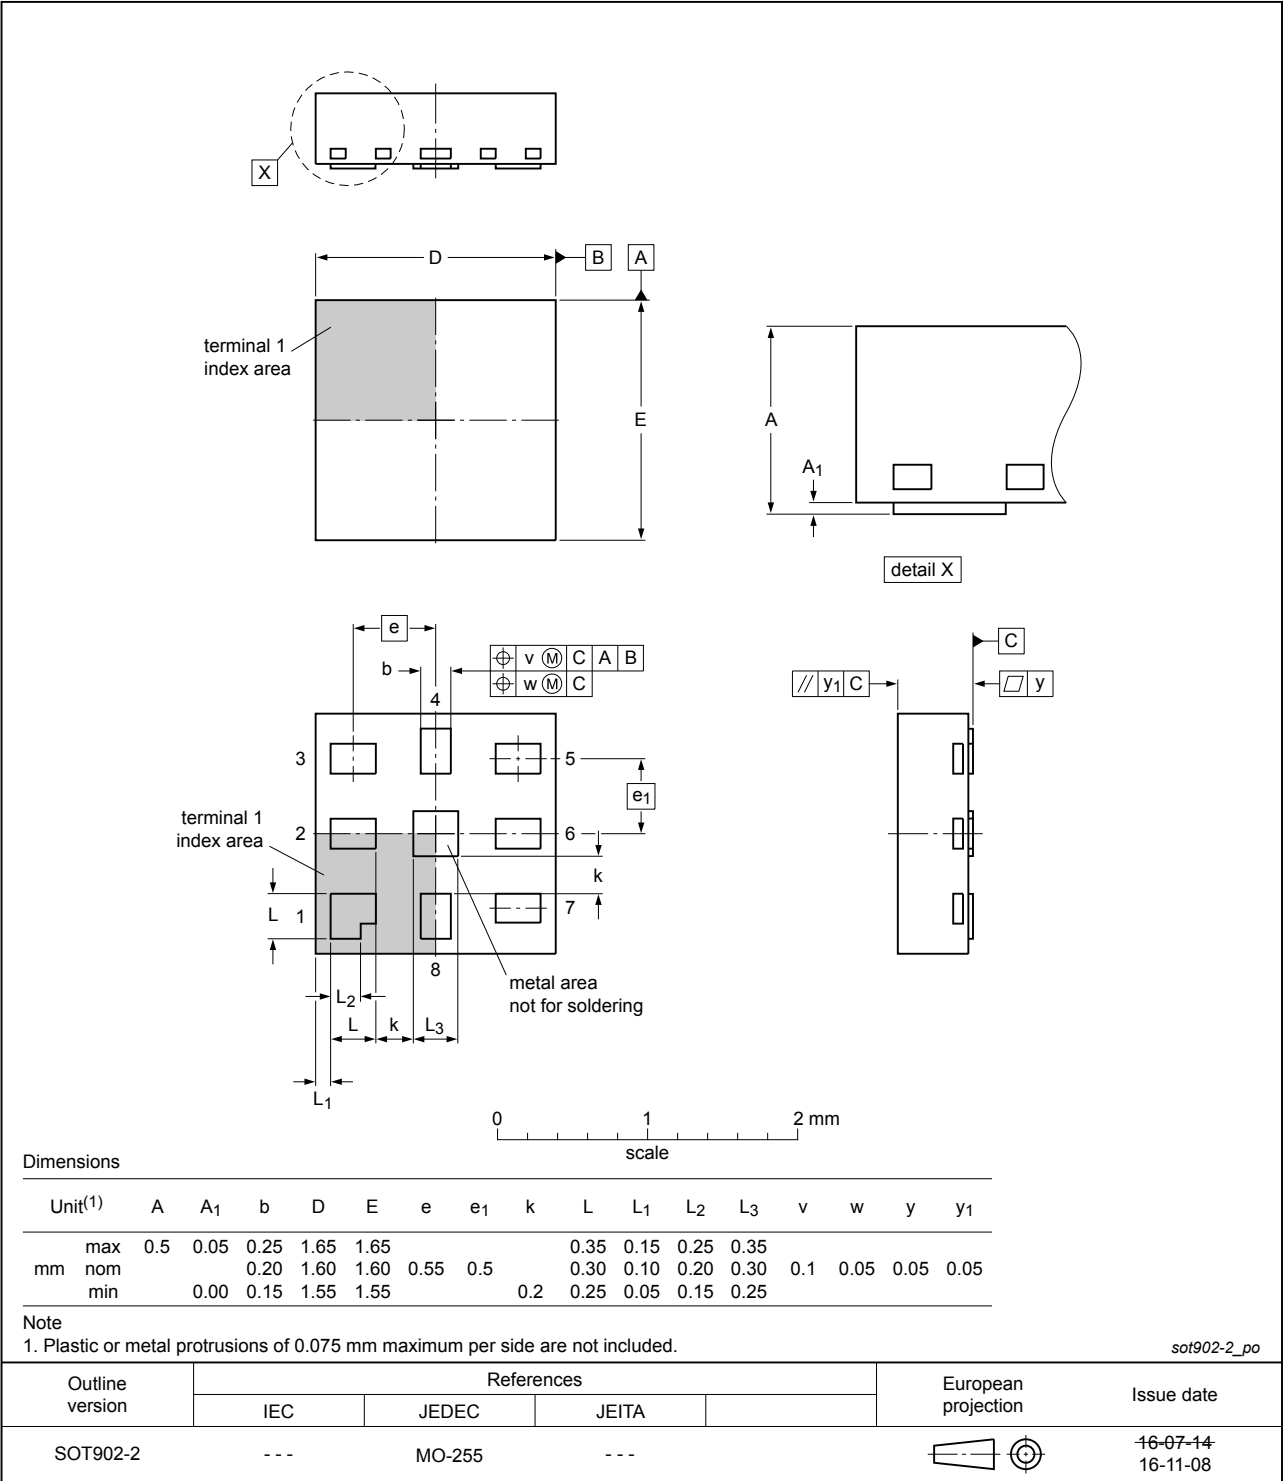 X
D
B
A
terminal 1
index area
E
A
A1
detail X
e
b
v M C A B
w M C
4
3
5
e1
terminal 1
index area
2
6
k
L
1
7
8
metal area
not for soldering
L2
L
k
L3
L1
C
y1 C
y
0 1 2 mm
scale
Dimensions
Unit(1) A A1 b D E e e1 k L L1 L2 L3 v w y y1
max 0.5 0.05 0.25 1.65 1.65 0.35 0.15 0.25 0.35
mm nom 0.20 1.60 1.60 0.55 0.5 0.30 0.10 0.20 0.30 0.1 0.05 0.05 0.05
min 0.00 0.15 1.55 1.55 0.2 0.25 0.05 0.15 0.25
Note
1. Plastic or metal protrusions of 0.075 mm maximum per side are not included.
sot902-2_po
Outline version References European projection Issue date
IEC JEDEC JEITA
SOT902-2 - - - MO-255 - - - 16-07-14
16-11-08